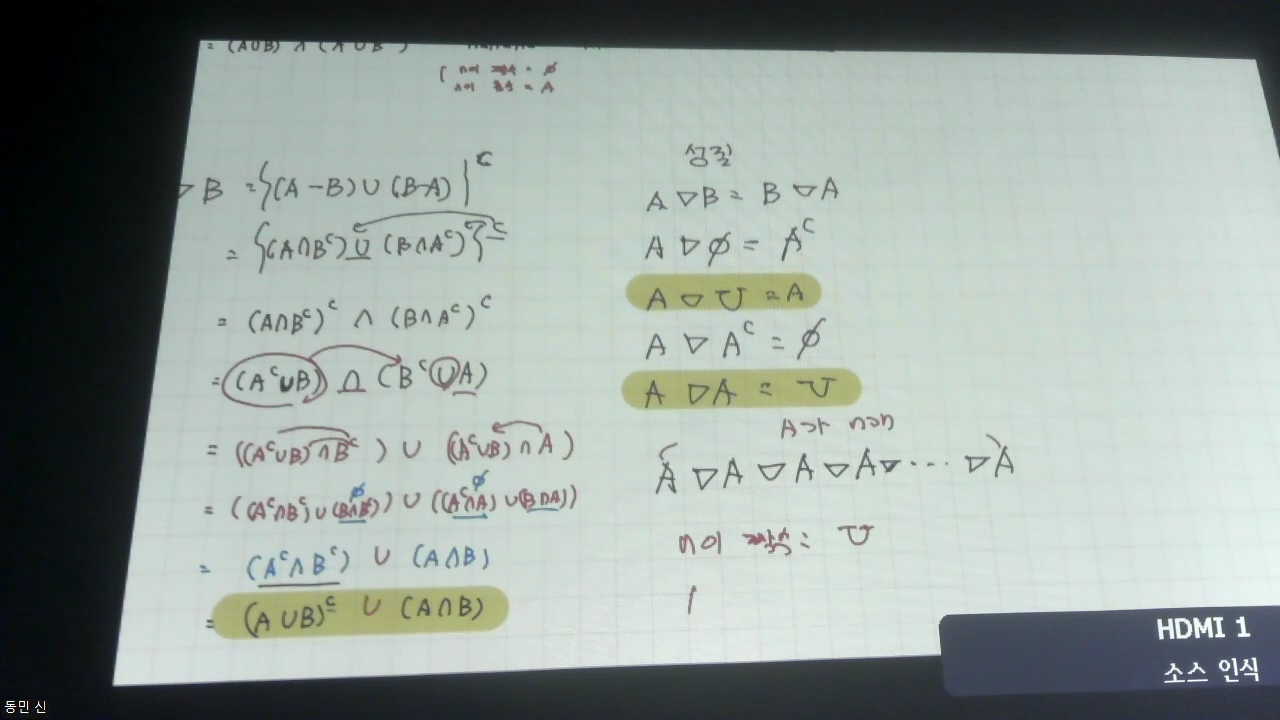 = (A∪B) ∧ (A ∪ B )
n이 짝수 = ∅
n이 홀수 = A
▽ B = {(A - B) ∪ (B-A)}ᶜ
= {(A∩Bᶜ) ∪ (B∩Aᶜ)}ᶜ
= (A∩Bᶜ)ᶜ ∧ (B∩Aᶜ)ᶜ
= (Aᶜ∪B) ∩ (Bᶜ∪A)
= ((Aᶜ∪B)∩Bᶜ) ∪ ((Aᶜ∪B)∩A)
∅ ∅
= ((Aᶜ∩Bᶜ)∪(B∩Bᶜ)) ∪ ((Aᶜ∩A)∪(B∩A))
= (Aᶜ∧Bᶜ) ∪ (A∩B)
= (A∪B)ᶜ ∪ (A∩B)
성질
A ▽ B = B ▽ A
A ▽ ∅ = Aᶜ
A ▽ U = A
A ▽ Aᶜ = ∅
A ▽ A = U
A가 n개
A ▽ A ▽ A ▽ A ▽ ··· ▽ A
n이 짝수: U
HDMI 1
소스 인식
동민 신